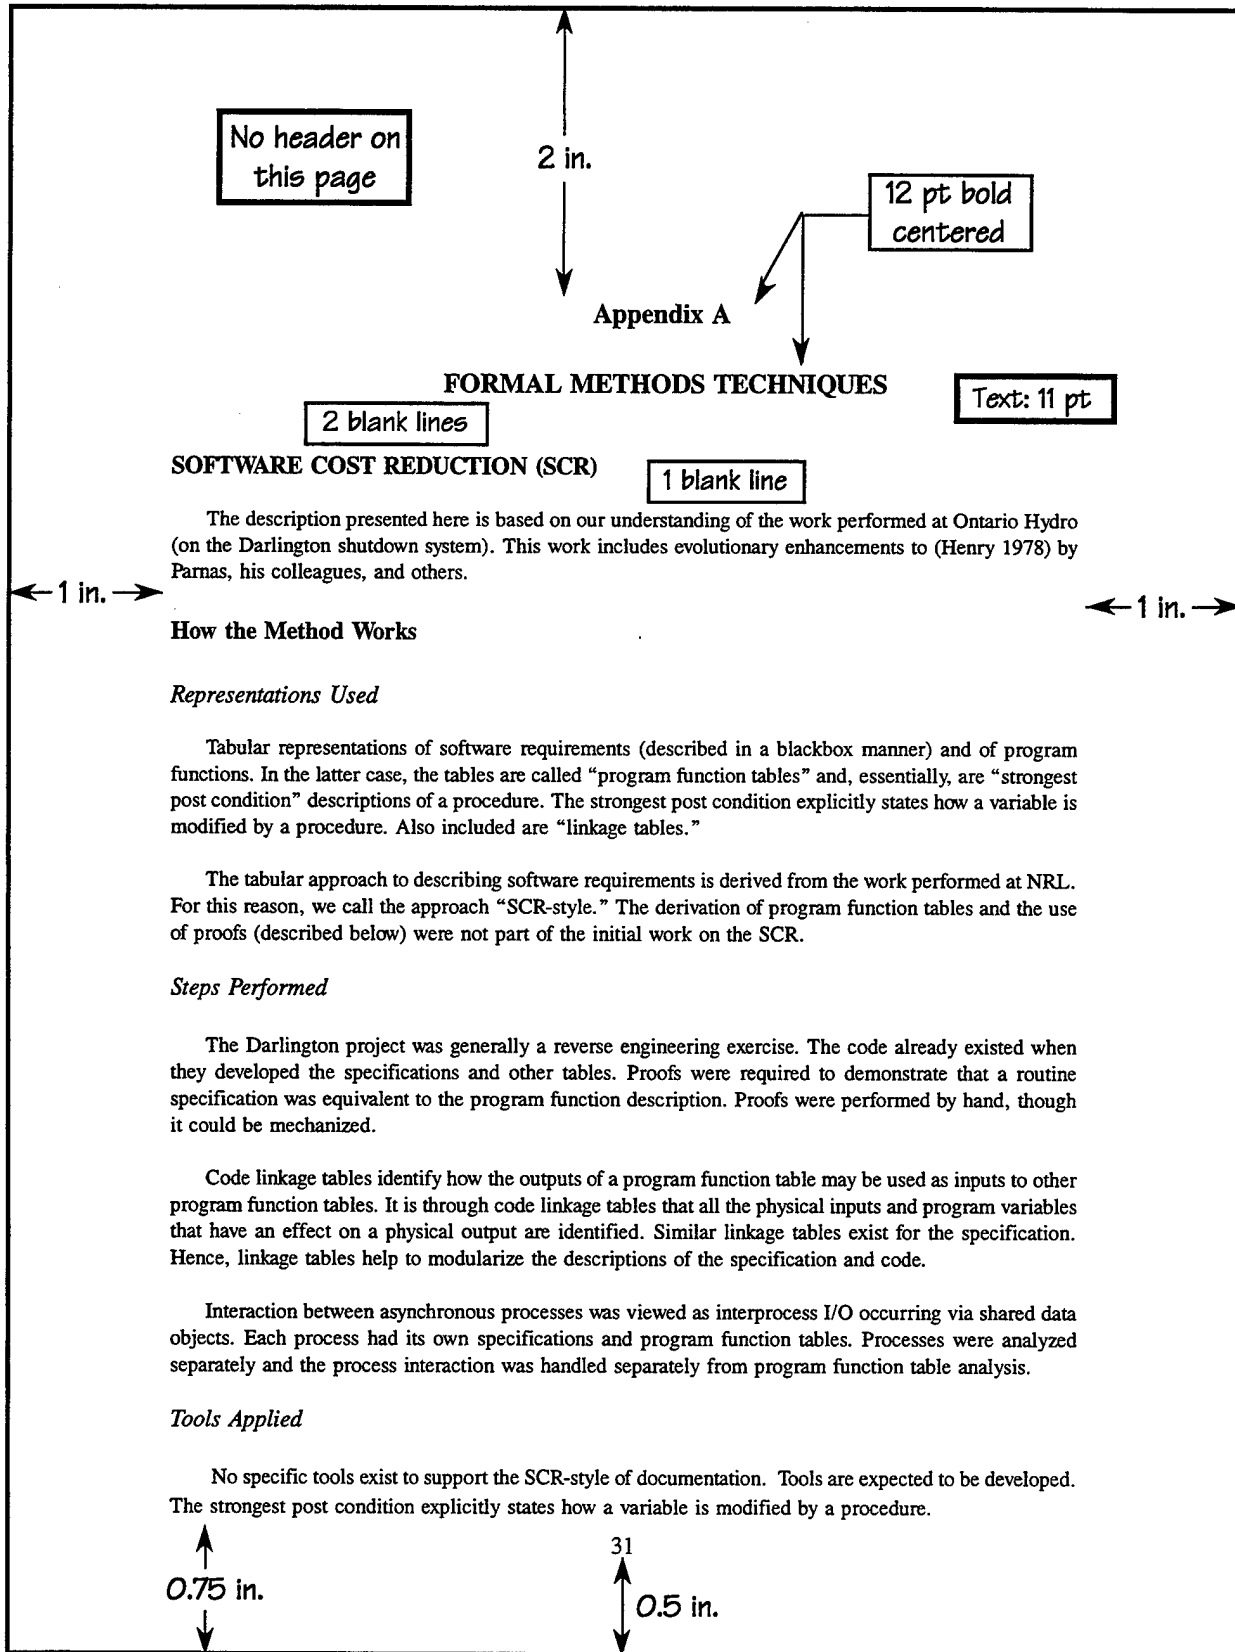 No header on
this page
2 in.
12 pt bold
centered
Appendix A
FORMAL METHODS TECHNIQUES
Text: 11 pt
2 blank lines
SOFTWARE COST REDUCTION (SCR)
1 blank line
The description presented here is based on our understanding of the work performed at Ontario Hydro
(on the Darlington shutdown system). This work includes evolutionary enhancements to (Henry 1978) by
Parnas, his colleagues, and others.
1 in.
1 in.
How the Method Works
Representations Used
Tabular representations of software requirements (described in a blackbox manner) and of program
functions. In the latter case, the tables are called “program function tables” and, essentially, are “strongest
post condition” descriptions of a procedure. The strongest post condition explicitly states how a variable is
modified by a procedure. Also included are “linkage tables.”
The tabular approach to describing software requirements is derived from the work performed at NRL.
For this reason, we call the approach “SCR-style.” The derivation of program function tables and the use
of proofs (described below) were not part of the initial work on the SCR.
Steps Performed
The Darlington project was generally a reverse engineering exercise. The code already existed when
they developed the specifications and other tables. Proofs were required to demonstrate that a routine
specification was equivalent to the program function description. Proofs were performed by hand, though
it could be mechanized.
Code linkage tables identify how the outputs of a program function table may be used as inputs to other
program function tables. It is through code linkage tables that all the physical inputs and program variables
that have an effect on a physical output are identified. Similar linkage tables exist for the specification.
Hence, linkage tables help to modularize the descriptions of the specification and code.
Interaction between asynchronous processes was viewed as interprocess I/O occurring via shared data
objects. Each process had its own specifications and program function tables. Processes were analyzed
separately and the process interaction was handled separately from program function table analysis.
Tools Applied
No specific tools exist to support the SCR-style of documentation. Tools are expected to be developed.
The strongest post condition explicitly states how a variable is modified by a procedure.
31
0.75 in.
0.5 in.